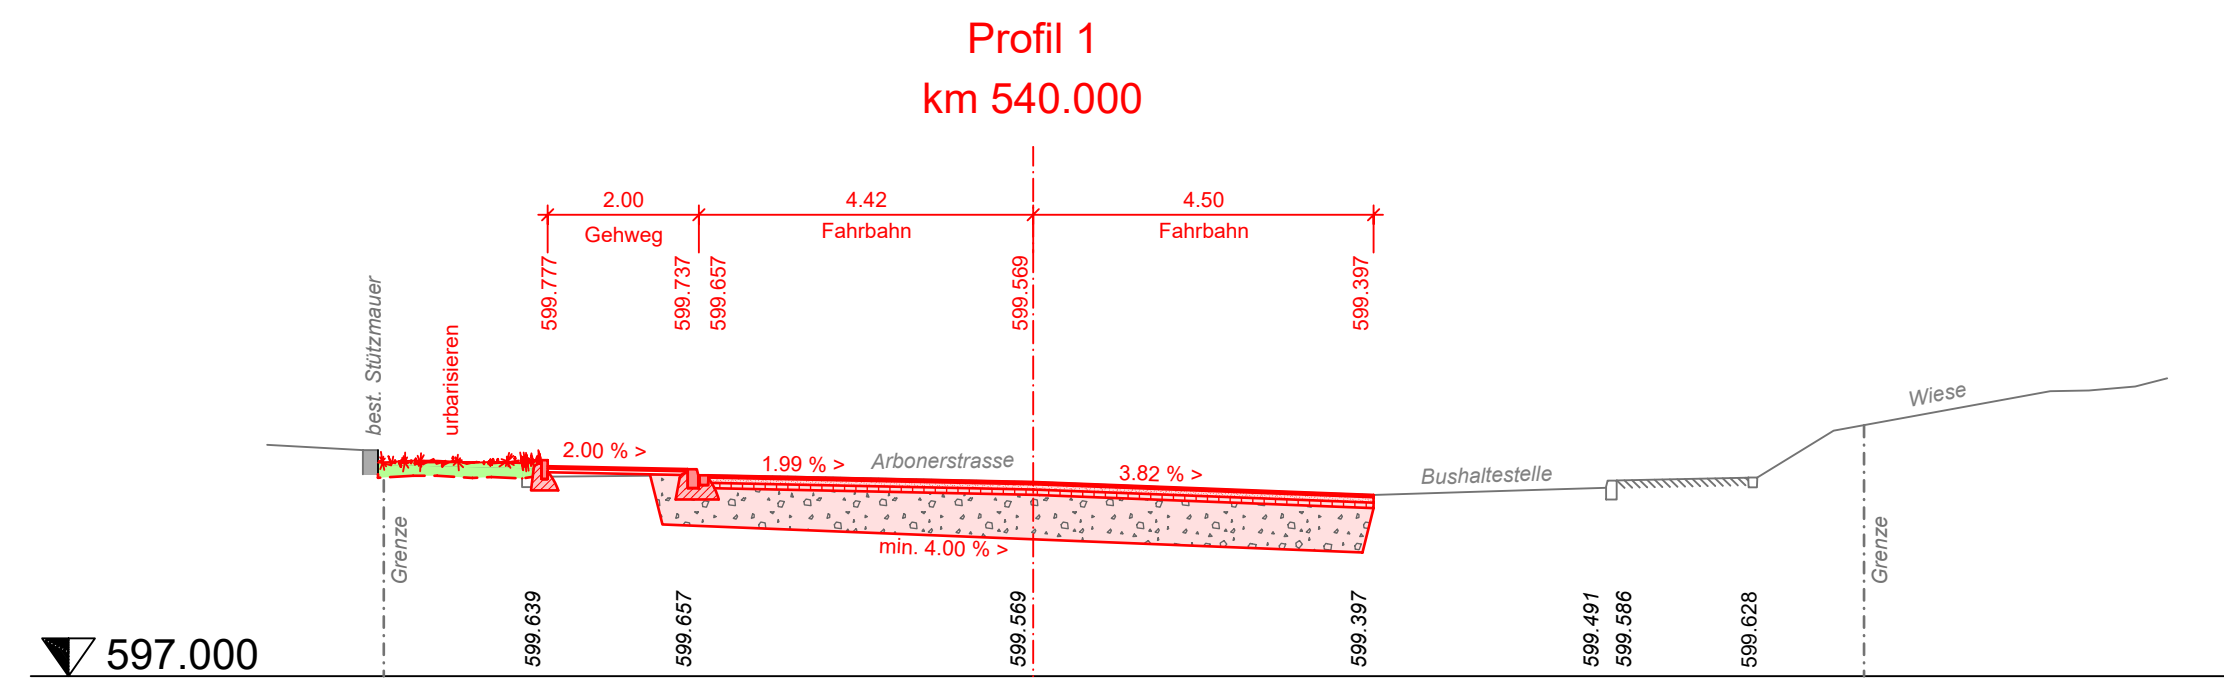 Profil 1
km 540.000
2.00
4.42
4.50
Gehweg
Fahrbahn
Fahrbahn
599.777
599.737
599.657
599.569
599.397
best. Stützmauer
urbarisieren
2.00 % >
1.99 % >
Arbonerstrasse
3.82 % >
Bushaltestelle
Wiese
min. 4.00 % >
Grenze
Grenze
599.639
599.657
599.569
599.397
599.491
599.586
599.628
597.000